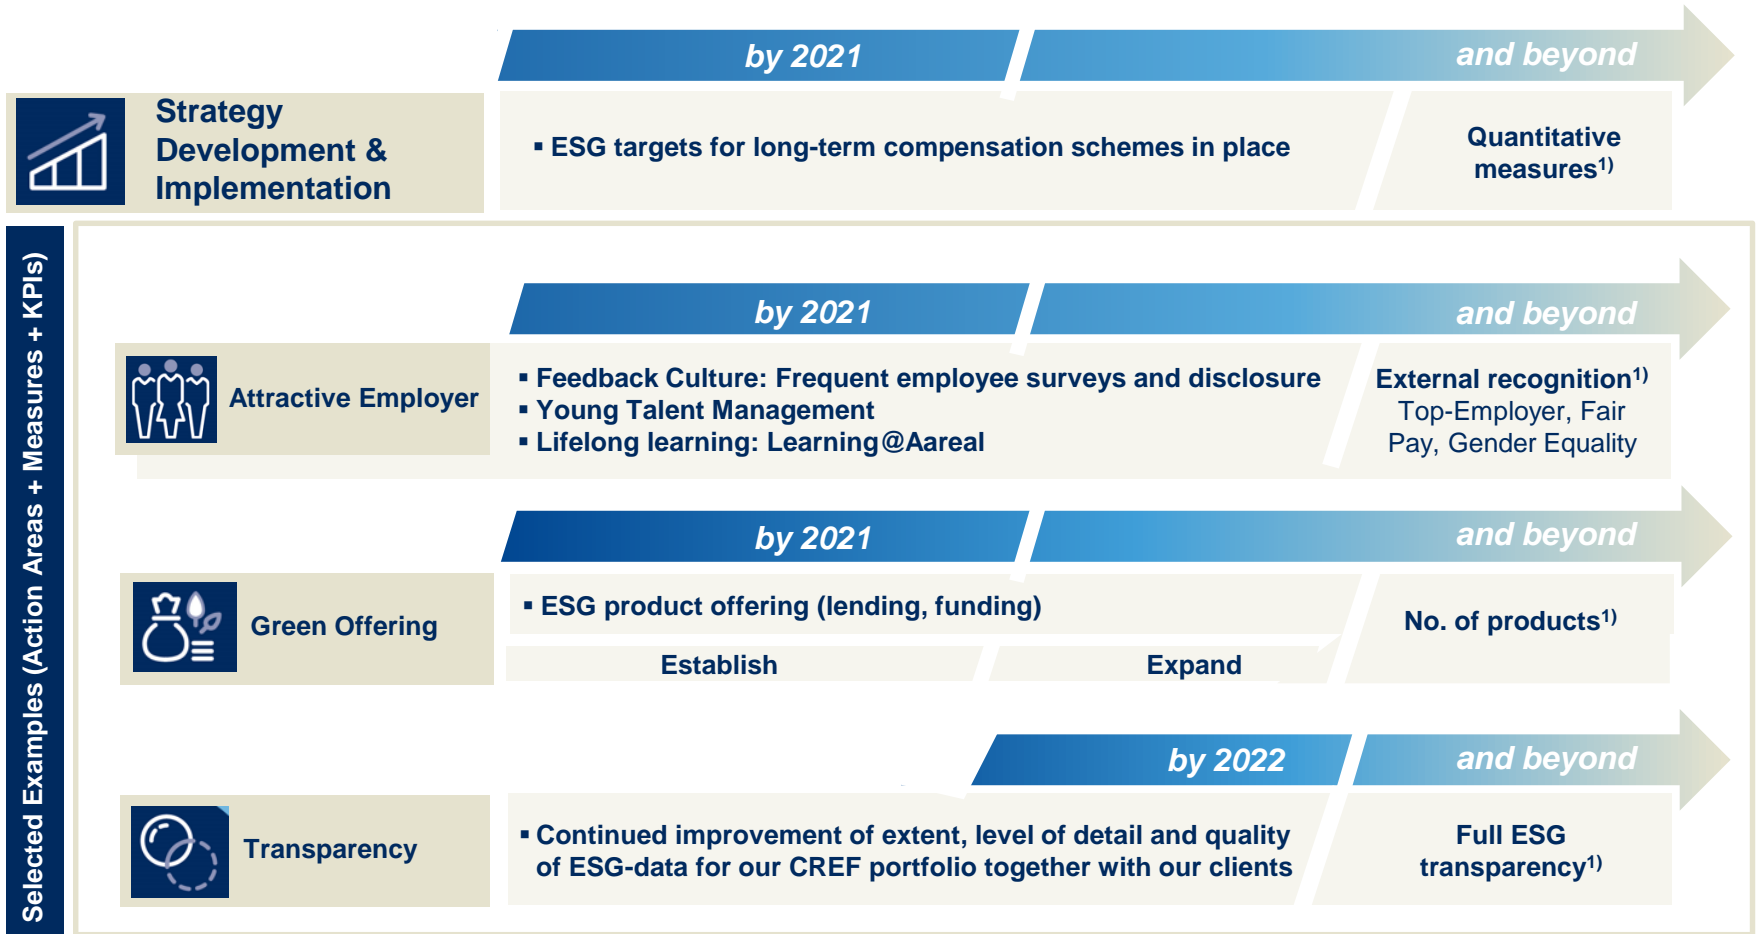 by 2021
and beyond
Strategy
Development &
Implementation
▪ ESG targets for long-term compensation schemes in place
Quantitative
measures¹⁾
Selected Examples (Action Areas + Measures + KPIs)
by 2021
and beyond
Attractive Employer
▪ Feedback Culture: Frequent employee surveys and disclosure
▪ Young Talent Management
▪ Lifelong learning: Learning@Aareal
External recognition¹⁾
Top-Employer, Fair
Pay, Gender Equality
by 2021
and beyond
Green Offering
▪ ESG product offering (lending, funding)
Establish
Expand
No. of products¹⁾
by 2022
and beyond
Transparency
▪ Continued improvement of extent, level of detail and quality
of ESG-data for our CREF portfolio together with our clients
Full ESG
transparency¹⁾